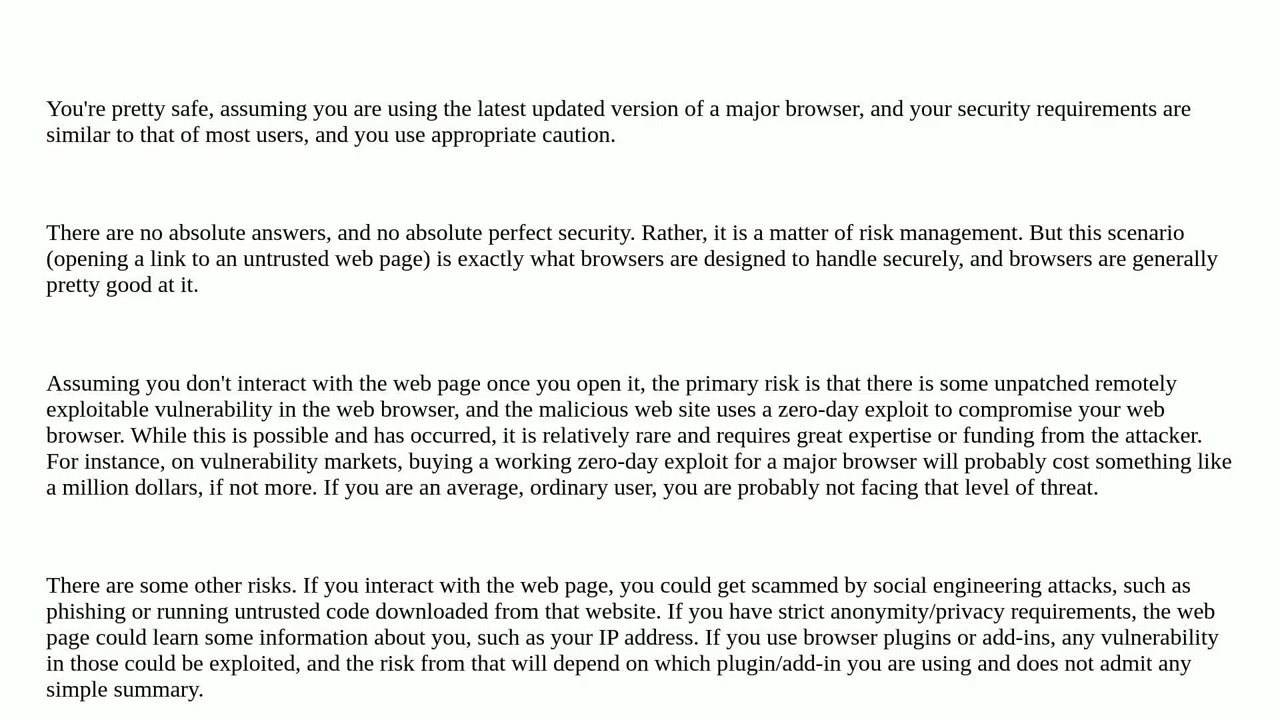 You're pretty safe, assuming you are using the latest updated version of a major browser, and your security requirements are
similar to that of most users, and you use appropriate caution.
There are no absolute answers, and no absolute perfect security. Rather, it is a matter of risk management. But this scenario
(opening a link to an untrusted web page) is exactly what browsers are designed to handle securely, and browsers are generally
pretty good at it.
Assuming you don't interact with the web page once you open it, the primary risk is that there is some unpatched remotely
exploitable vulnerability in the web browser, and the malicious web site uses a zero-day exploit to compromise your web
browser. While this is possible and has occurred, it is relatively rare and requires great expertise or funding from the attacker.
For instance, on vulnerability markets, buying a working zero-day exploit for a major browser will probably cost something like
a million dollars, if not more. If you are an average, ordinary user, you are probably not facing that level of threat.
There are some other risks. If you interact with the web page, you could get scammed by social engineering attacks, such as
phishing or running untrusted code downloaded from that website. If you have strict anonymity/privacy requirements, the web
page could learn some information about you, such as your IP address. If you use browser plugins or add-ins, any vulnerability
in those could be exploited, and the risk from that will depend on which plugin/add-in you are using and does not admit any
simple summary.